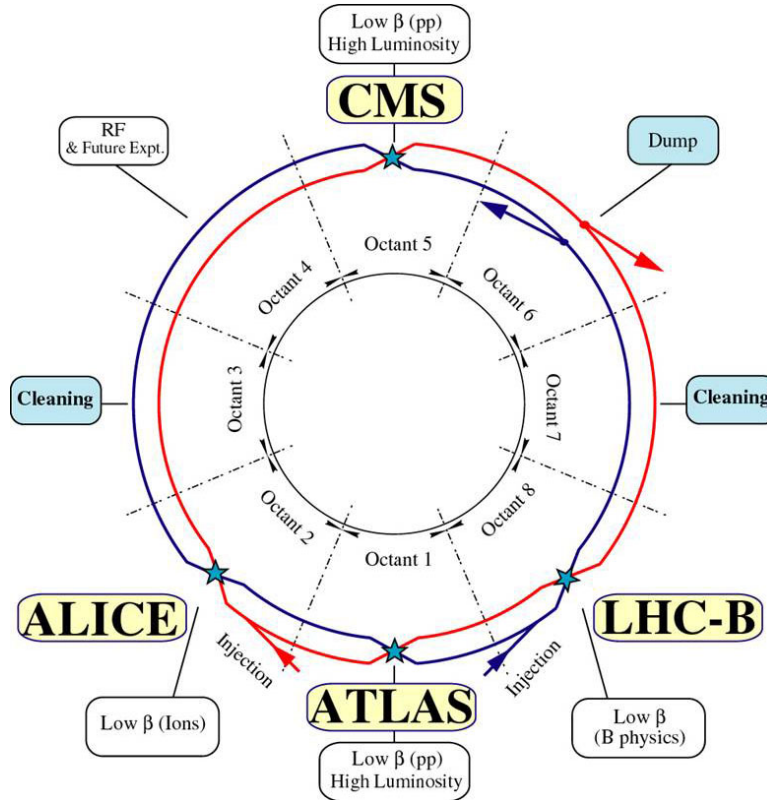 Low β (pp)
High Luminosity
CMS
RF
& Future Expt.
Dump
Octant 5
Octant 4
Octant 6
Cleaning
Octant 3
Octant 7
Cleaning
Octant 2
Octant 8
Octant 1
ALICE
LHC-B
Injection
Injection
ATLAS
Low β (Ions)
Low β
(B physics)
Low β (pp)
High Luminosity